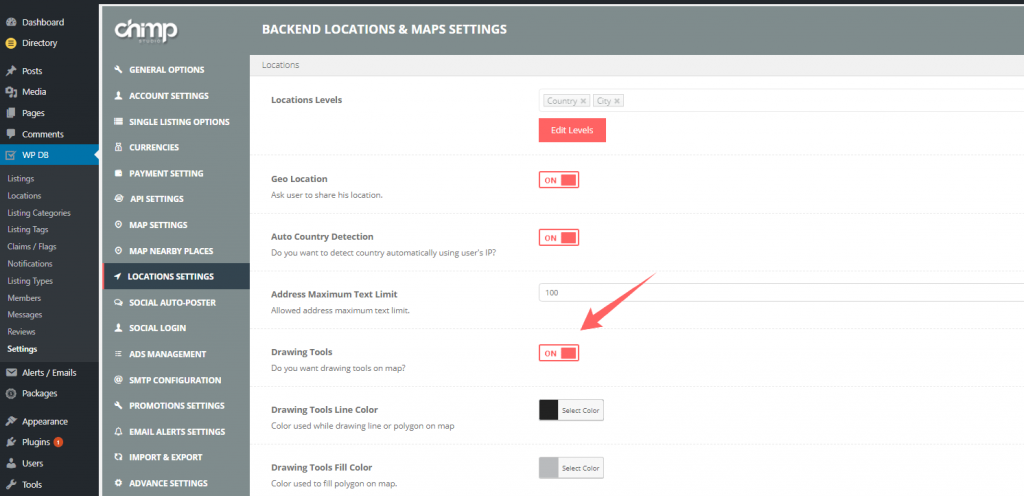 Dashboard
Directory
Posts
Media
Pages
Comments
WP DB
Listings
Locations
Listing Categories
Listing Tags
Claims / Flags
Notifications
Listing Types
Members
Messages
Reviews
Settings
Alerts / Emails
Packages
Appearance
Plugins 1
Users
Tools
chimp
STUDIO
GENERAL OPTIONS
ACCOUNT SETTINGS
SINGLE LISTING OPTIONS
CURRENCIES
PAYMENT SETTING
API SETTINGS
MAP SETTINGS
MAP NEARBY PLACES
LOCATIONS SETTINGS
SOCIAL AUTO-POSTER
SOCIAL LOGIN
ADS MANAGEMENT
SMTP CONFIGURATION
PROMOTIONS SETTINGS
EMAIL ALERTS SETTINGS
IMPORT & EXPORT
ADVANCE SETTINGS
BACKEND LOCATIONS & MAPS SETTINGS
Locations
Locations Levels
Country × City ×
Edit Levels
Geo Location
Ask user to share his location.
ON
Auto Country Detection
Do you want to detect country automatically using user's IP?
ON
Address Maximum Text Limit
Allowed address maximum text limit.
100
Drawing Tools
Do you want drawing tools on map?
ON
Drawing Tools Line Color
Color used while drawing line or polygon on map
Select Color
Drawing Tools Fill Color
Color used to fill polygon on map.
Select Color